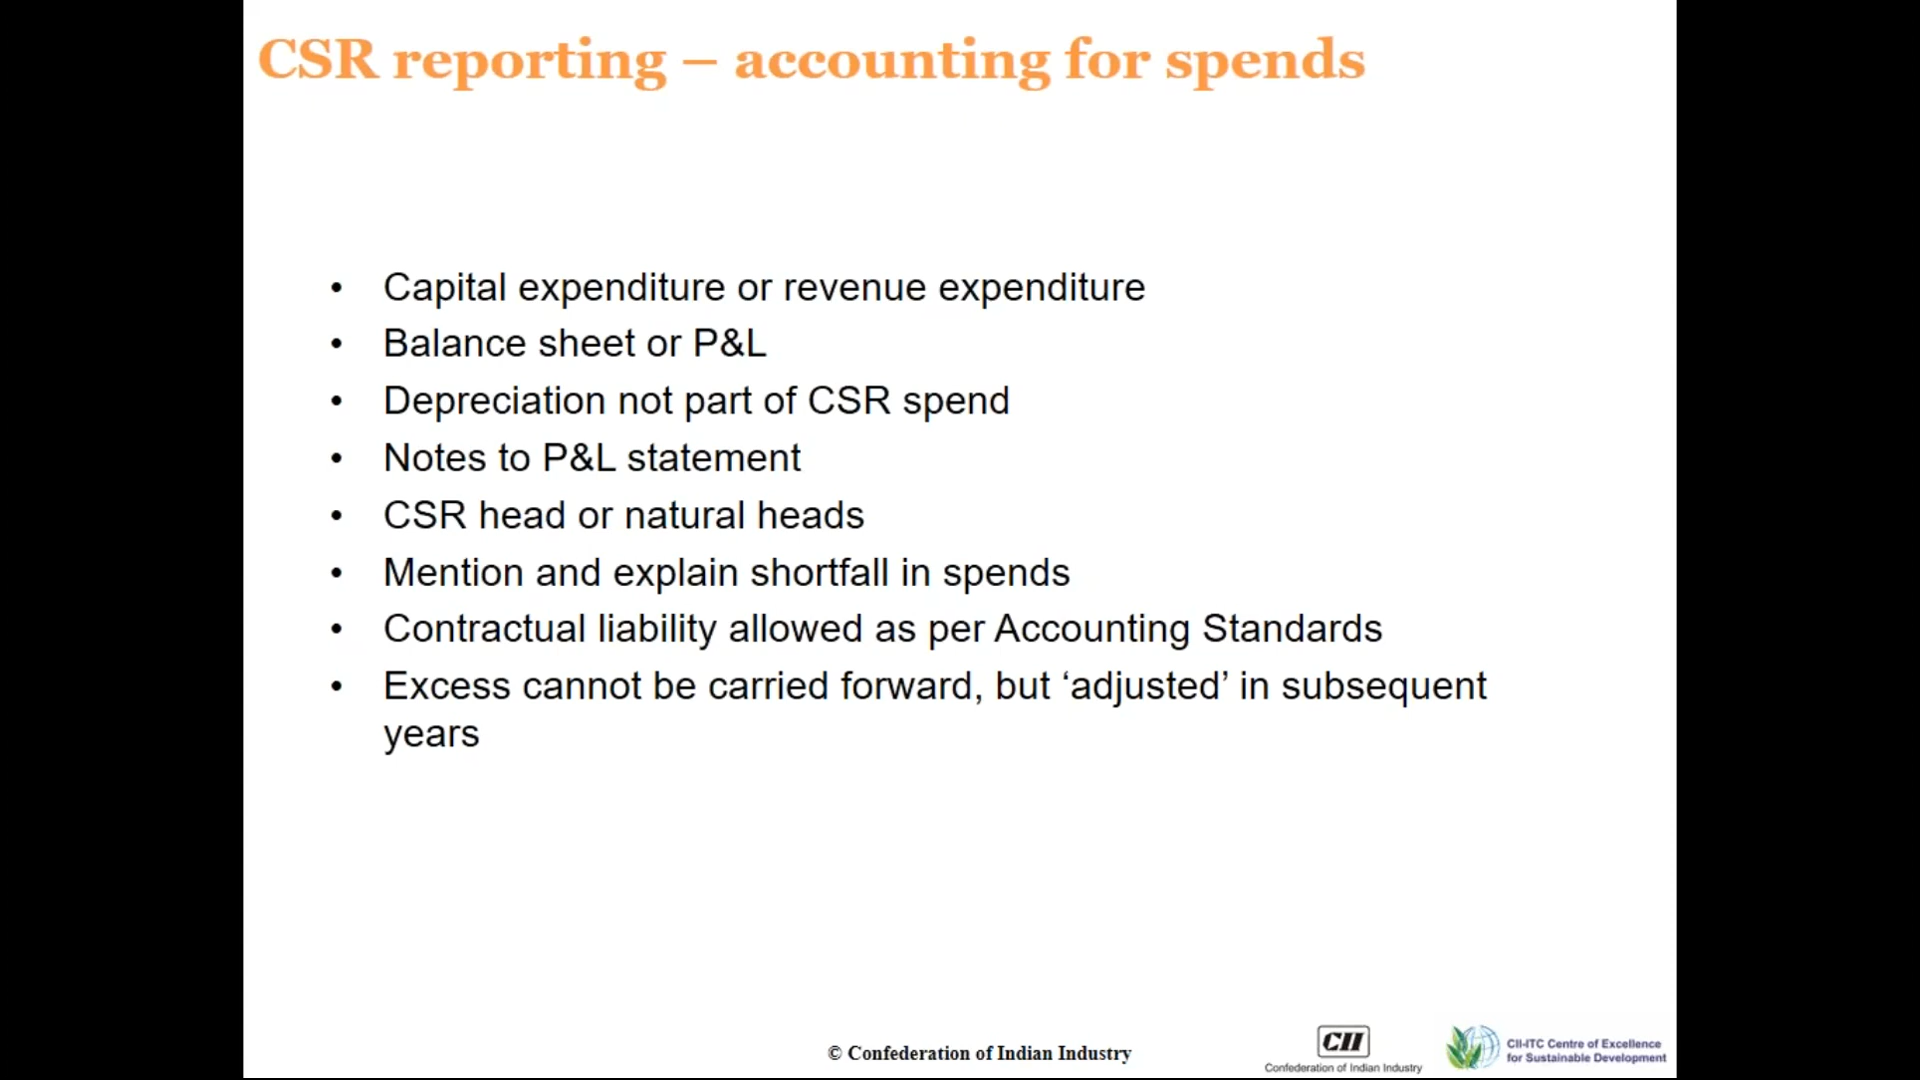 CSR reporting – accounting for spends
• Capital expenditure or revenue expenditure
• Balance sheet or P&L
• Depreciation not part of CSR spend
• Notes to P&L statement
• CSR head or natural heads
• Mention and explain shortfall in spends
• Contractual liability allowed as per Accounting Standards
• Excess cannot be carried forward, but ‘adjusted’ in subsequent
years
© Confederation of Indian Industry
CII
Confederation of Indian Industry
CII-ITC Centre of Excellence
for Sustainable Development